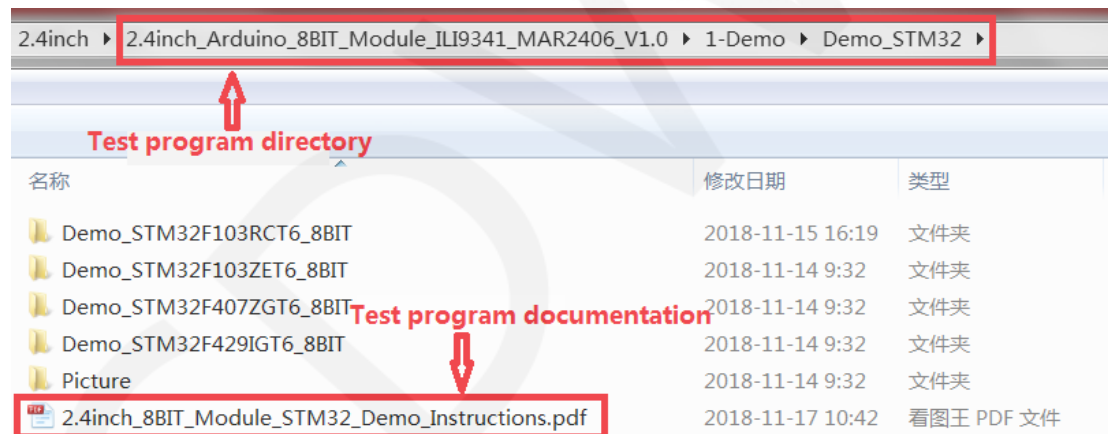 2.4inch ▸ 2.4inch_Arduino_8BIT_Module_ILI9341_MAR2406_V1.0 ▸ 1-Demo ▸ Demo_STM32 ▸
Test program directory
名称 修改日期 类型
Demo_STM32F103RCT6_8BIT 2018-11-15 16:19 文件夹
Demo_STM32F103ZET6_8BIT 2018-11-14 9:32 文件夹
Demo_STM32F407ZGT6_8BIT 2018-11-14 9:32 文件夹
Test program documentation
Demo_STM32F429IGT6_8BIT 2018-11-14 9:32 文件夹
Picture 2018-11-14 9:32 文件夹
2.4inch_8BIT_Module_STM32_Demo_Instructions.pdf 2018-11-17 10:42 看图王 PDF 文件